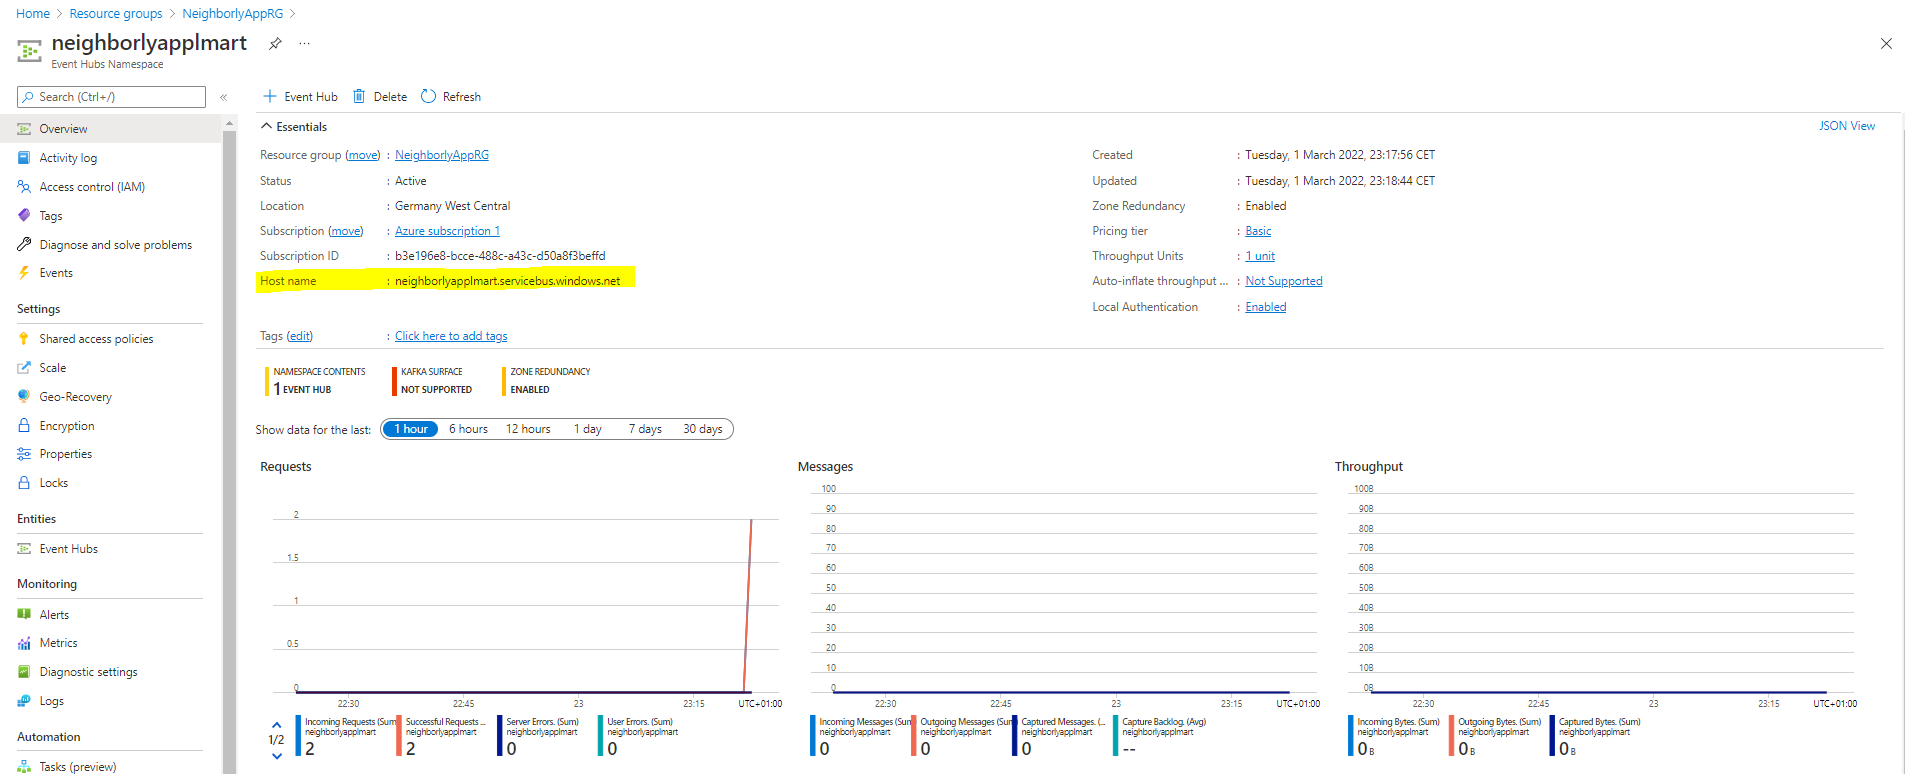 Home > Resource groups > NeighborlyAppRG >
neighborlyapplmart
...
Event Hubs Namespace
Search (Ctrl+/)
«
+ Event Hub Delete Refresh
Overview
Activity log
Access control (IAM)
Tags
Diagnose and solve problems
Events
Settings
Shared access policies
Scale
Geo-Recovery
Encryption
Properties
Locks
Entities
Event Hubs
Monitoring
Alerts
Metrics
Diagnostic settings
Logs
Automation
Tasks (preview)
Essentials
JSON View
Resource group (move) : NeighborlyAppRG
Status : Active
Location : Germany West Central
Subscription (move) : Azure subscription 1
Subscription ID : b3e196e8-bcce-488c-a43c-d50a8f3beffd
Host name : neighborlyapplmart.servicebus.windows.net
Tags (edit) : Click here to add tags
Created : Tuesday, 1 March 2022, 23:17:56 CET
Updated : Tuesday, 1 March 2022, 23:18:44 CET
Zone Redundancy : Enabled
Pricing tier : Basic
Throughput Units : 1 unit
Auto-inflate throughput ... : Not Supported
Local Authentication : Enabled
NAMESPACE CONTENTS
1 EVENT HUB
KAFKA SURFACE
NOT SUPPORTED
ZONE REDUNDANCY
ENABLED
Show data for the last: 1 hour 6 hours 12 hours 1 day 7 days 30 days
Requests
2
1.5
1
0.5
0
22:30 22:45 23 23:15 UTC+01:00
1/2
Incoming Requests (Sum)
neighborlyapplmart
2
Successful Requests ...
neighborlyapplmart
2
Server Errors. (Sum)
neighborlyapplmart
0
User Errors. (Sum)
neighborlyapplmart
0
Messages
100
90
80
70
60
50
40
30
20
10
0
22:30 22:45 23 23:15 UTC+01:00
Incoming Messages (Sum
neighborlyapplmart
0
Outgoing Messages (Sum
neighborlyapplmart
0
Captured Messages. (...
neighborlyapplmart
0
Capture Backlog. (Avg)
neighborlyapplmart
--
Throughput
100B
90B
80B
70B
60B
50B
40B
30B
20B
10B
0B
22:30 22:45 23 23:15 UTC+01:00
Incoming Bytes. (Sum)
neighborlyapplmart
0 B
Outgoing Bytes. (Sum)
neighborlyapplmart
0 B
Captured Bytes. (Sum)
neighborlyapplmart
0 B